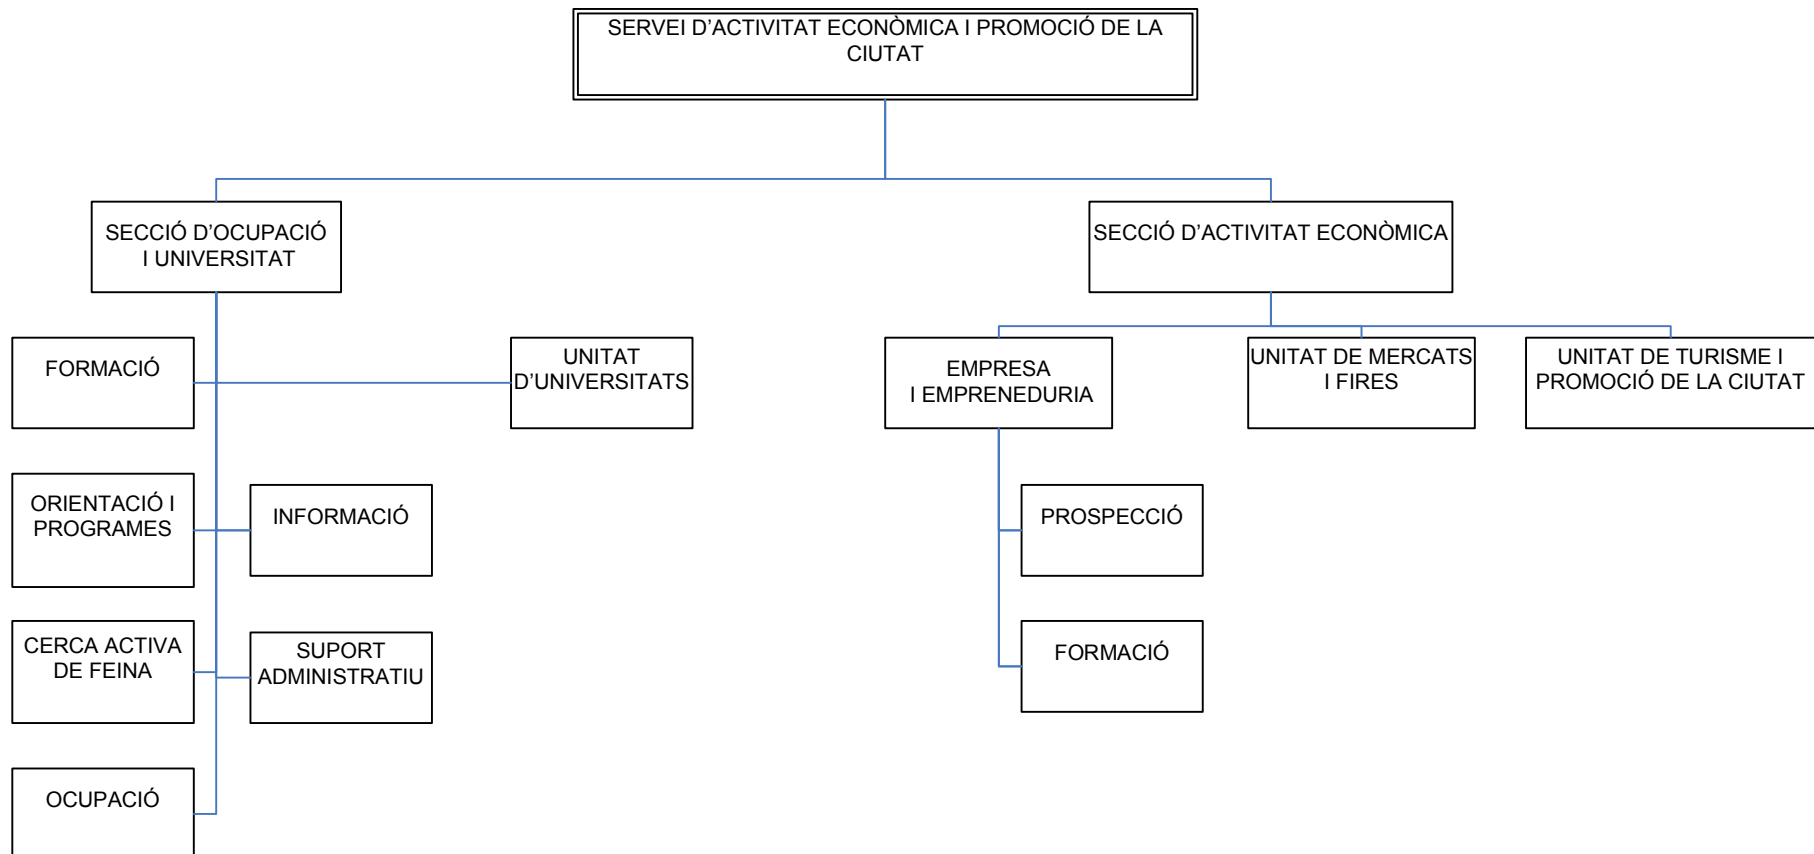 SERVEI D'ACTIVITAT ECONÒMICA I PROMOCIÓ DE LA
CIUTAT
SECCIÓ D'OCUPACIÓ
I UNIVERSITAT
SECCIÓ D'ACTIVITAT ECONÒMICA
FORMACIÓ
UNITAT
D'UNIVERSITATS
EMPRESA
I EMPRENEDURIA
UNITAT DE MERCATS
I FIRES
UNITAT DE TURISME I
PROMOCIÓ DE LA CIUTAT
ORIENTACIÓ I
PROGRAMES
INFORMACIÓ
PROSPECCIÓ
CERCA ACTIVA
DE FEINA
SUPORT
ADMINISTRATIU
FORMACIÓ
OCUPACIÓ